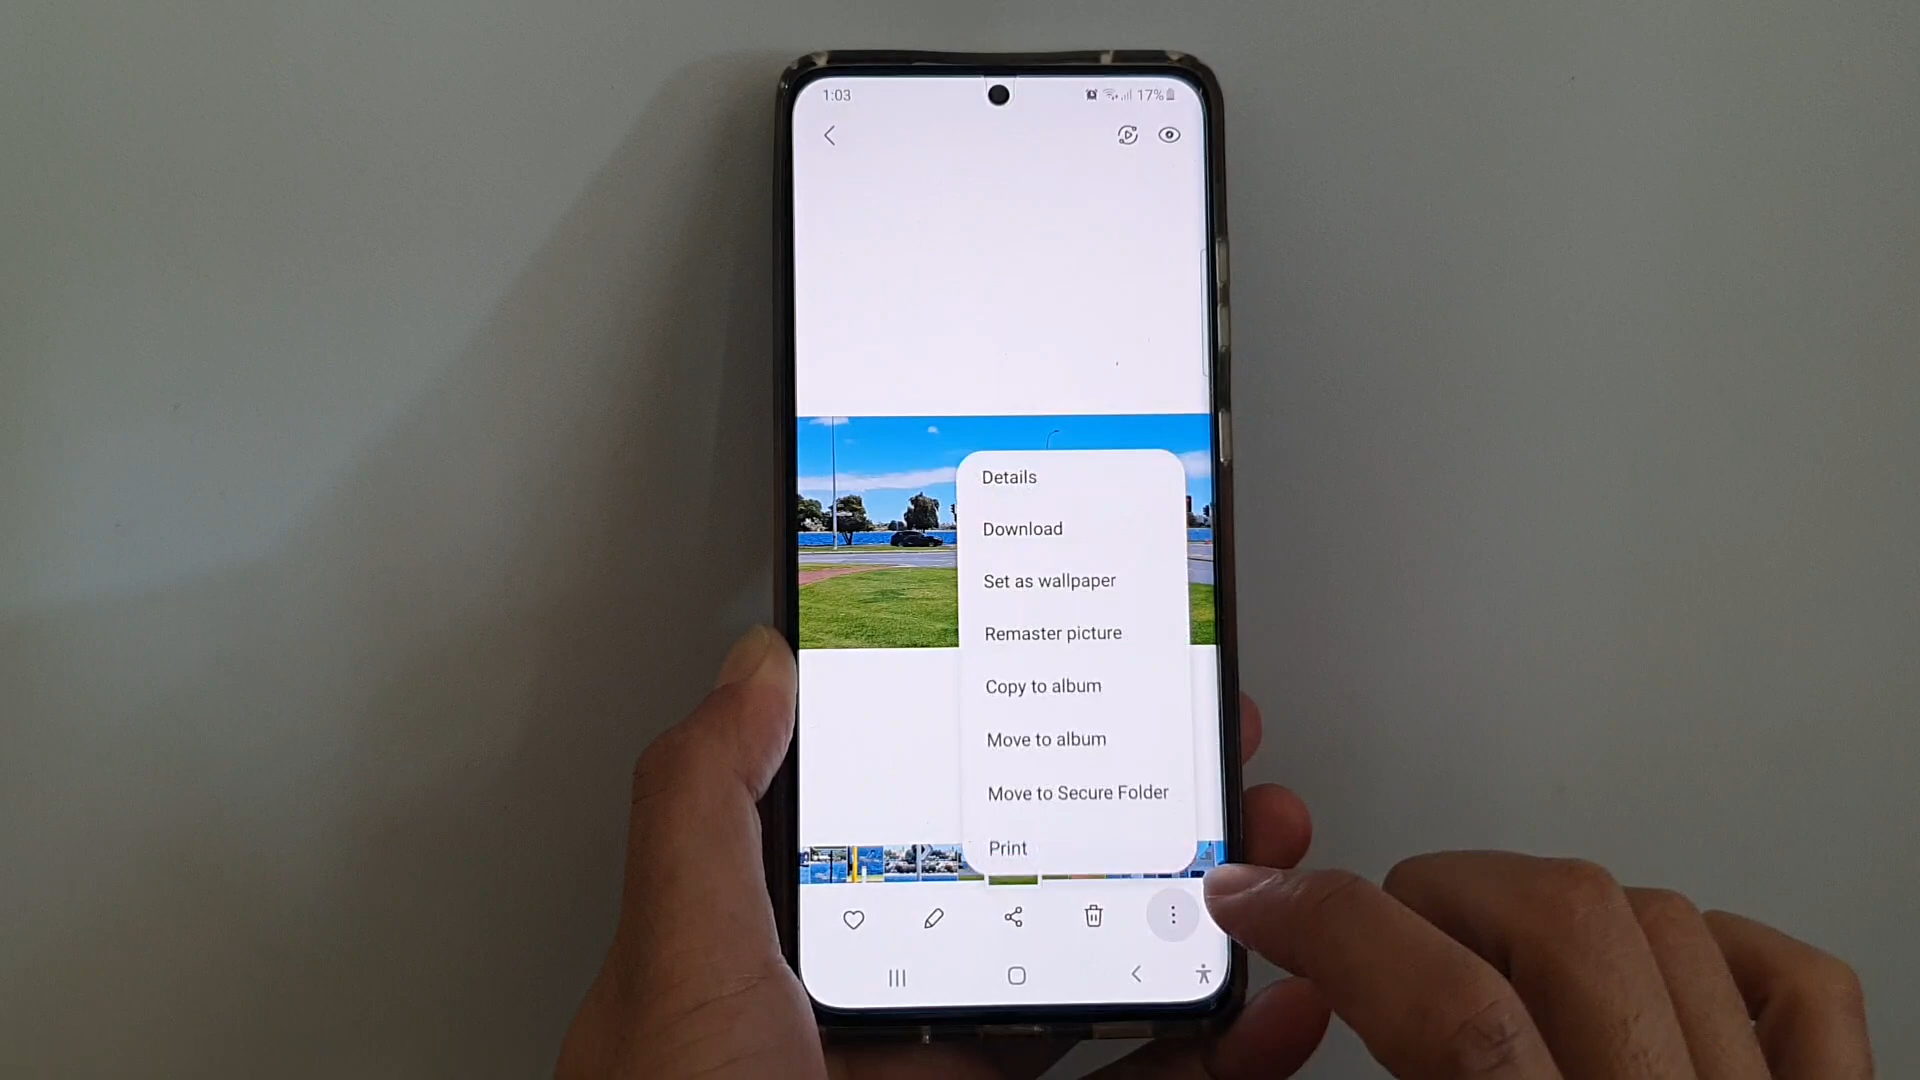 1:03
17%
Details
Download
Set as wallpaper
Remaster picture
Copy to album
Move to album
Move to Secure Folder
Print